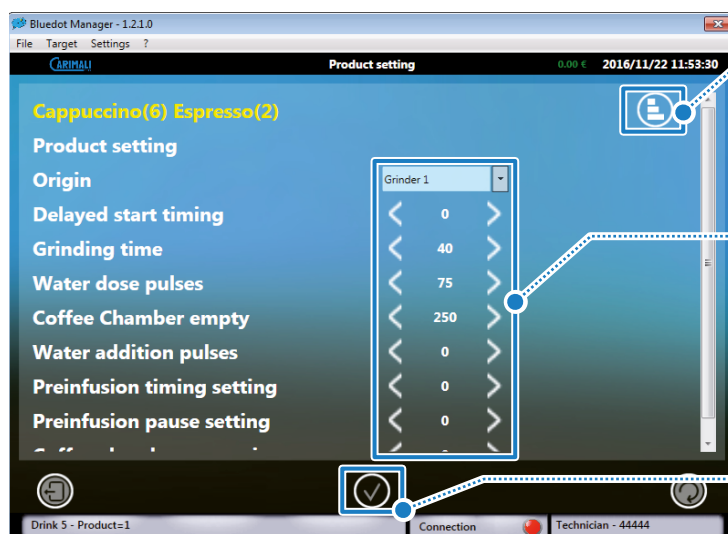 Bluedot Manager - 1.2.1.0
File Target Settings ?
CARIMALI Product setting 0.00 € 2016/11/22 11:53:30
Cappuccino(6) Espresso(2)
Product setting
Origin Grinder 1
Delayed start timing 0
Grinding time 40
Water dose pulses 75
Coffee Chamber empty 250
Water addition pulses 0
Preinfusion timing setting 0
Preinfusion pause setting 0
Drink 5 - Product=1 Connection Technician - 44444